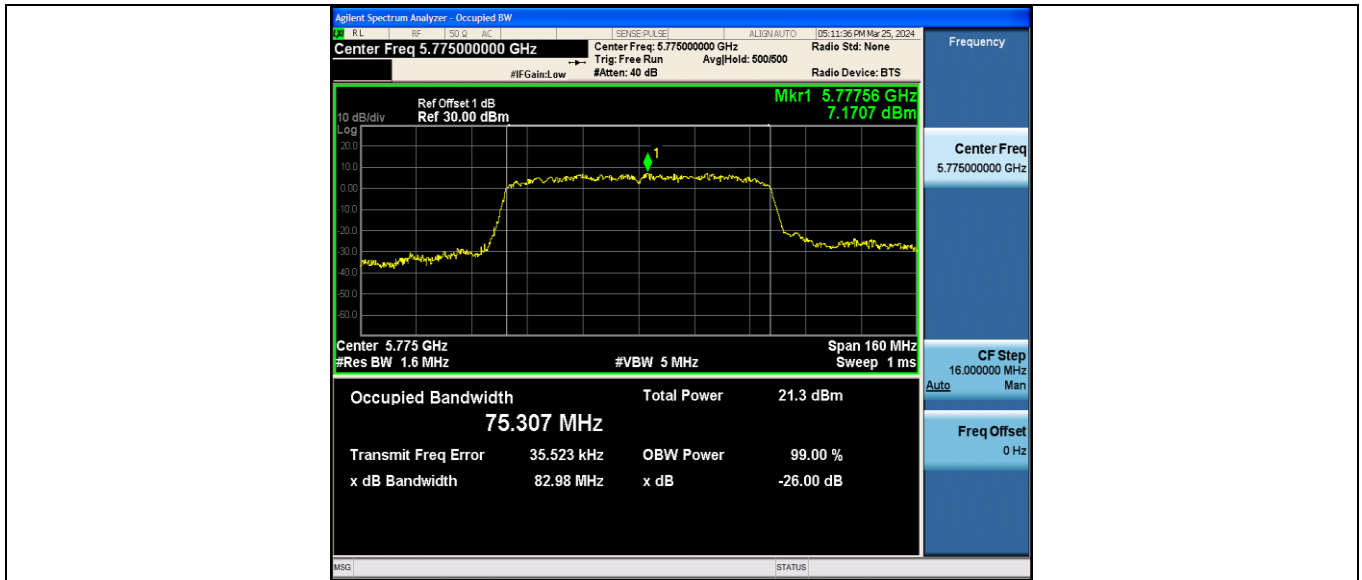 Agilent Spectrum Analyzer - Occupied BW
RL RF 50 Ω AC SENSE:PULSE ALIGNAUTO 05:11:36 PM Mar 25, 2024
Center Freq 5.775000000 GHz Center Freq: 5.775000000 GHz Radio Std: None
Trig: Free Run Avg|Hold: 500/500
#IFGain:Low #Atten: 40 dB Radio Device: BTS
Frequency
Mkr1 5.77756 GHz
7.1707 dBm
Ref Offset 1 dB
10 dB/div Ref 30.00 dBm
Log
20.0
10.0
0.00
-10.0
-20.0
-30.0
-40.0
-50.0
-60.0
1
Center 5.775 GHz Span 160 MHz
#Res BW 1.6 MHz #VBW 5 MHz Sweep 1 ms
Occupied Bandwidth Total Power 21.3 dBm
75.307 MHz
Transmit Freq Error 35.523 kHz OBW Power 99.00 %
x dB Bandwidth 82.98 MHz x dB -26.00 dB
Center Freq
5.775000000 GHz
CF Step
16.000000 MHz
Auto Man
Freq Offset
0 Hz
MSG STATUS